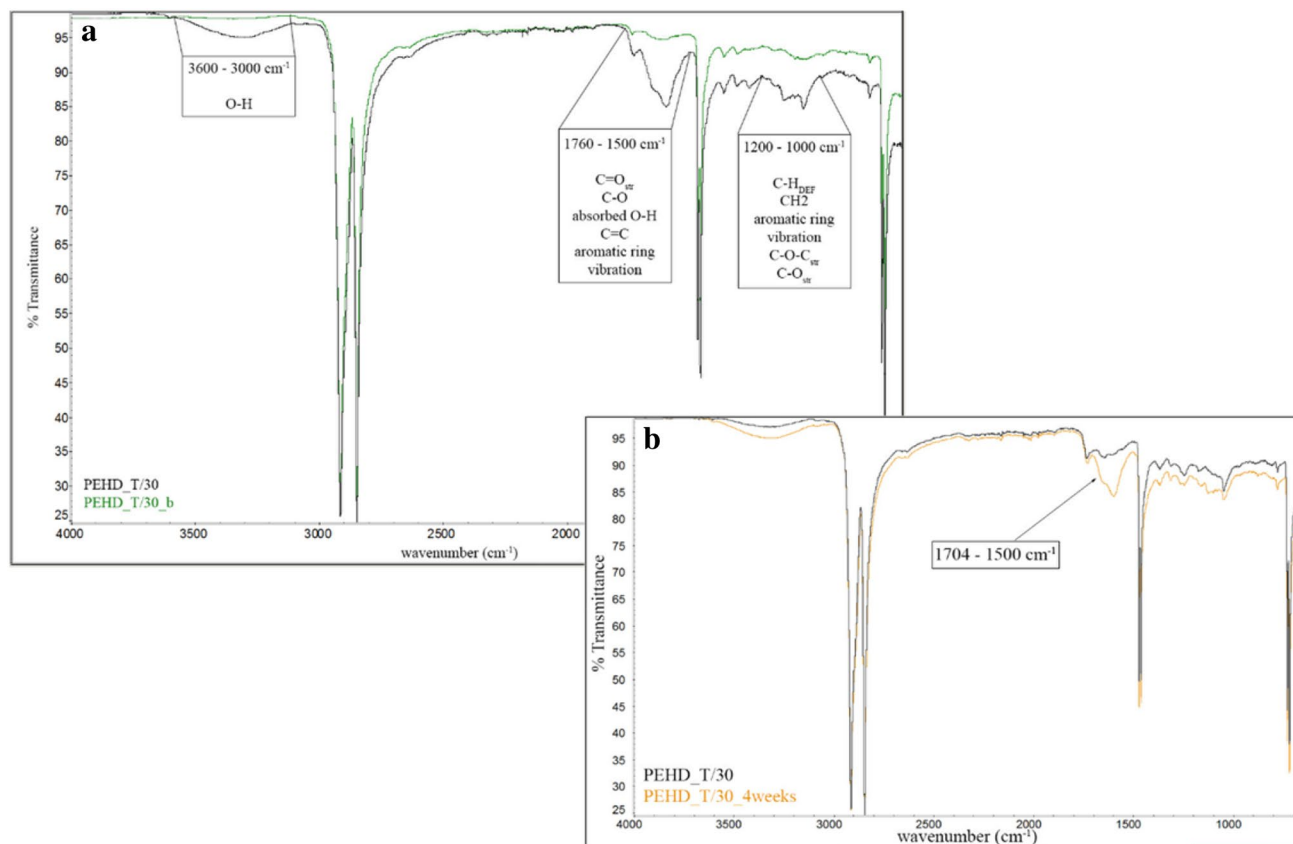 a
95
90
85
80
75
70
65
60
55
50
45
40
35
30
25
% Transmittance
3600 - 3000 cm⁻¹
O-H
1760 - 1500 cm⁻¹
C=Ostr
C-O
absorbed O-H
C=C
aromatic ring
vibration
1200 - 1000 cm⁻¹
C-HDEF
CH2
aromatic ring
vibration
C-O-Cstr
C-Ostr
PEHD_T/30
PEHD_T/30_b
4000 3500 3000 2500 2000
wavenumber (cm⁻¹)
b
95
90
85
80
75
70
65
60
55
50
45
40
35
30
25
% Transmittance
1704 - 1500 cm⁻¹
PEHD_T/30
PEHD_T/30_4weeks
4000 3000 2000 1500 1000
wavenumber (cm⁻¹)